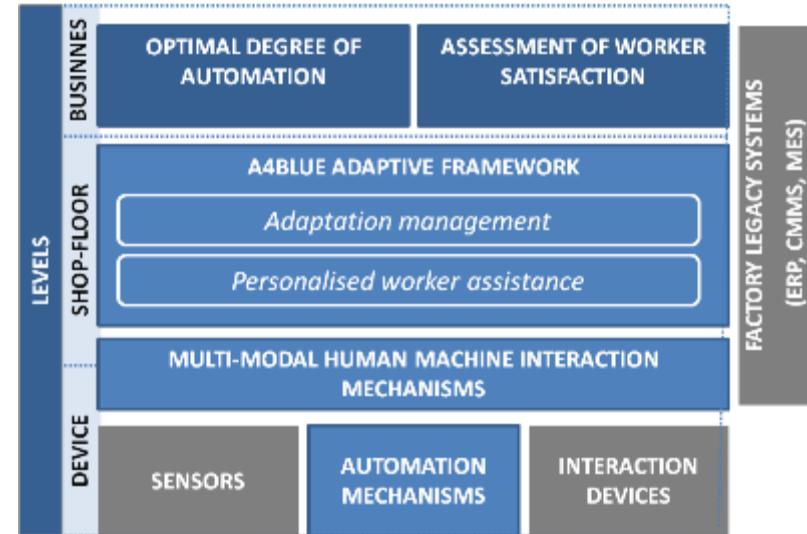 LEVELS
BUSINNES
OPTIMAL DEGREE OF
AUTOMATION
ASSESSMENT OF WORKER
SATISFACTION
SHOP-FLOOR
A4BLUE ADAPTIVE FRAMEWORK
Adaptation management
Personalised worker assistance
MULTI-MODAL HUMAN MACHINE INTERACTION
MECHANISMS
DEVICE
SENSORS
AUTOMATION
MECHANISMS
INTERACTION
DEVICES
FACTORY LEGACY SYSTEMS
(ERP, CMMS, MES)